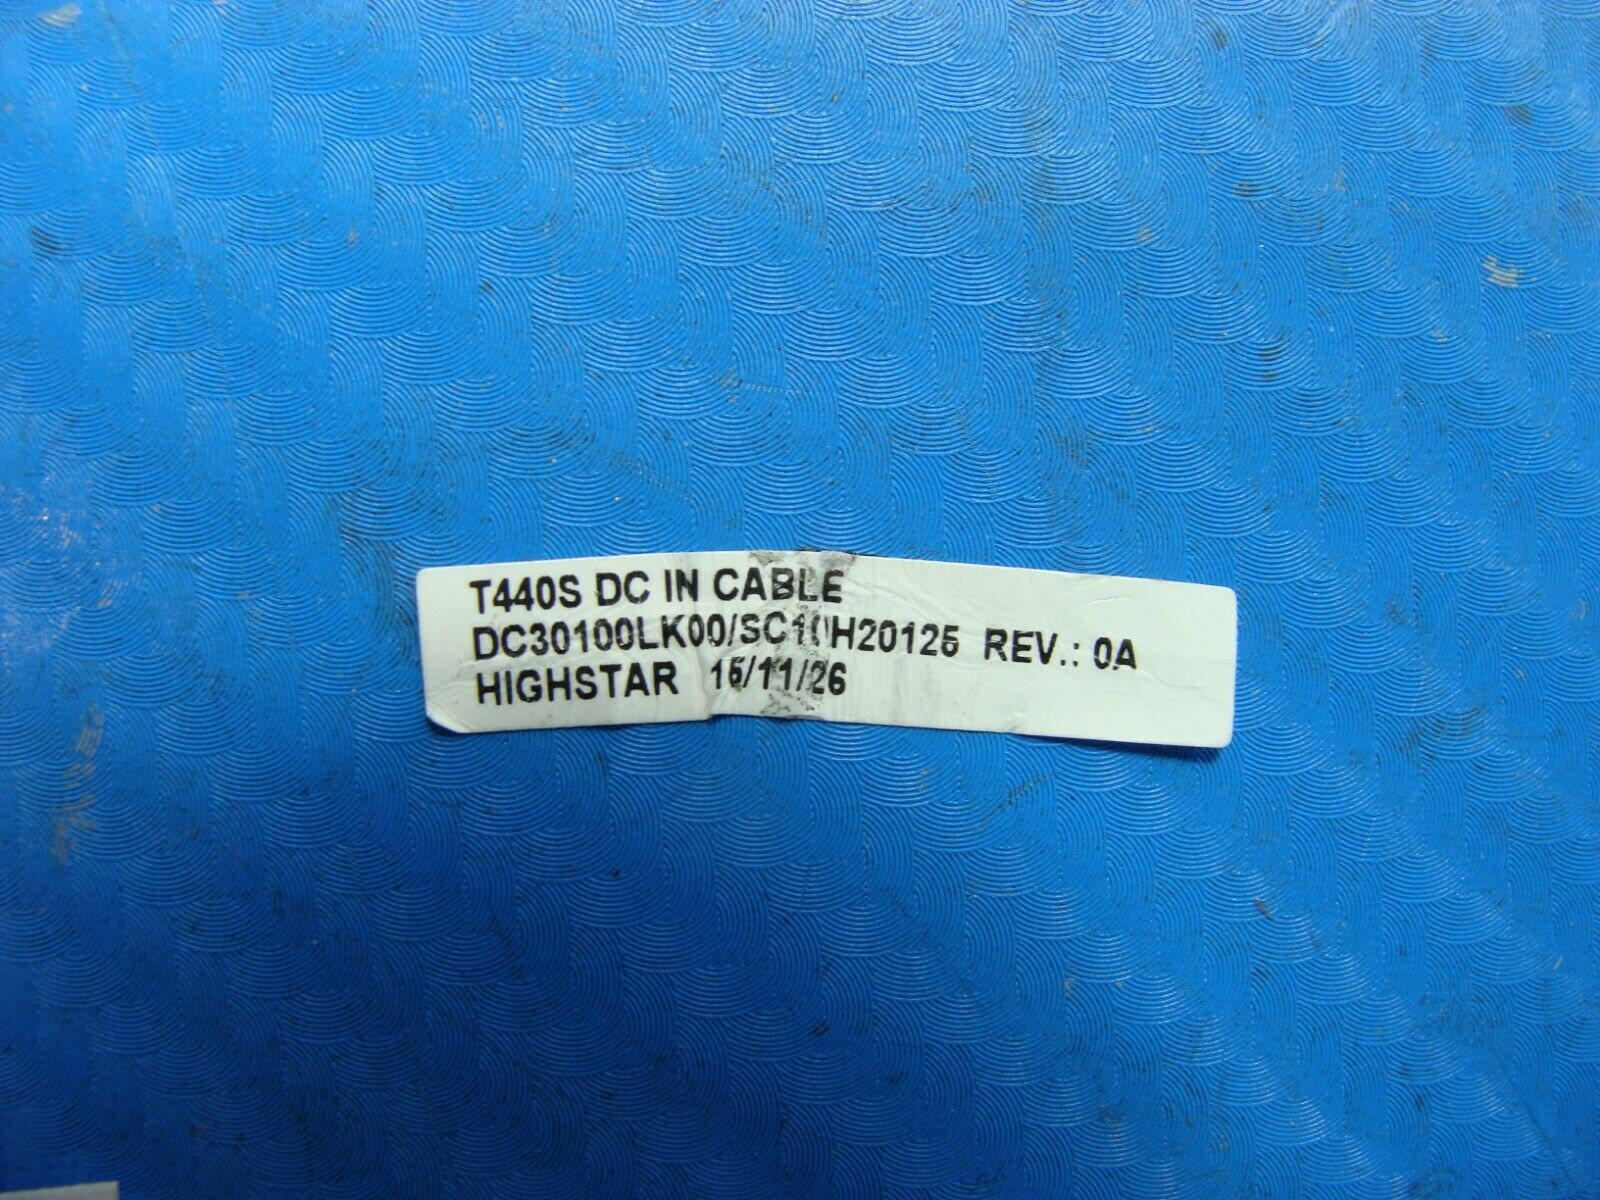 T440S DC IN CABLE
DC30100LK00/SC10H20125 REV.: 0A
HIGHSTAR 15/11/26